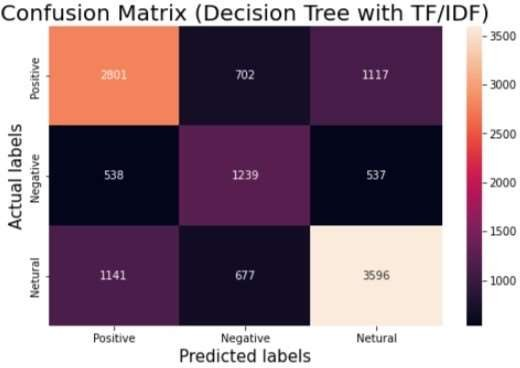 Confusion Matrix (Decision Tree with TF/IDF)
Actual labels
Positive
2801 702 1117
Negative
538 1239 537
Netural
1141 677 3596
Positive Negative Netural
Predicted labels
3500
3000
2500
2000
1500
1000